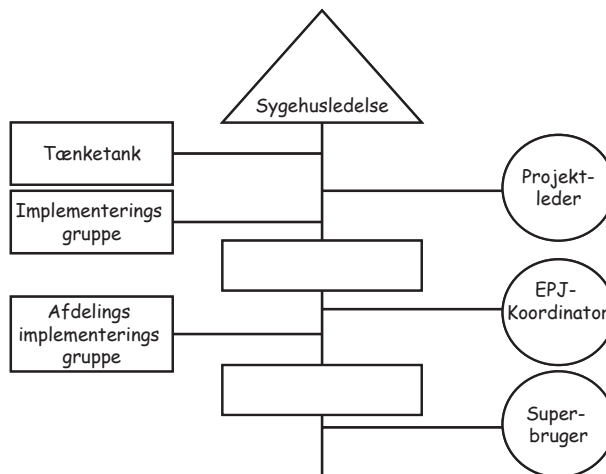 Sygehusledelse
Tænketank
Projekt-
leder
Implementerings
gruppe
EPJ-
Koordinator
Afdelings
implementerings
gruppe
Super-
bruger